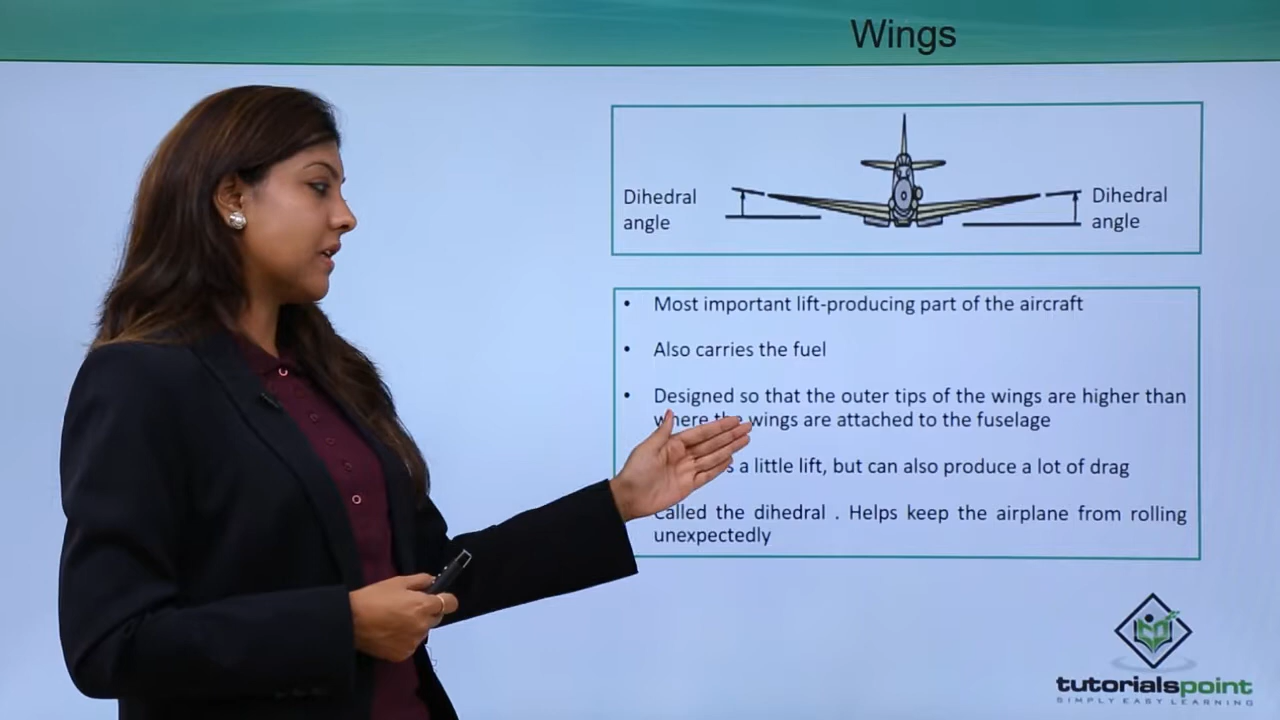 Wings
Dihedral
angle
Dihedral
angle
• Most important lift-producing part of the aircraft
• Also carries the fuel
• Designed so that the outer tips of the wings are higher than
where the wings are attached to the fuselage
a little lift, but can also produce a lot of drag
Called the dihedral . Helps keep the airplane from rolling
unexpectedly
tutorialspoint
SIMPLY EASY LEARNING